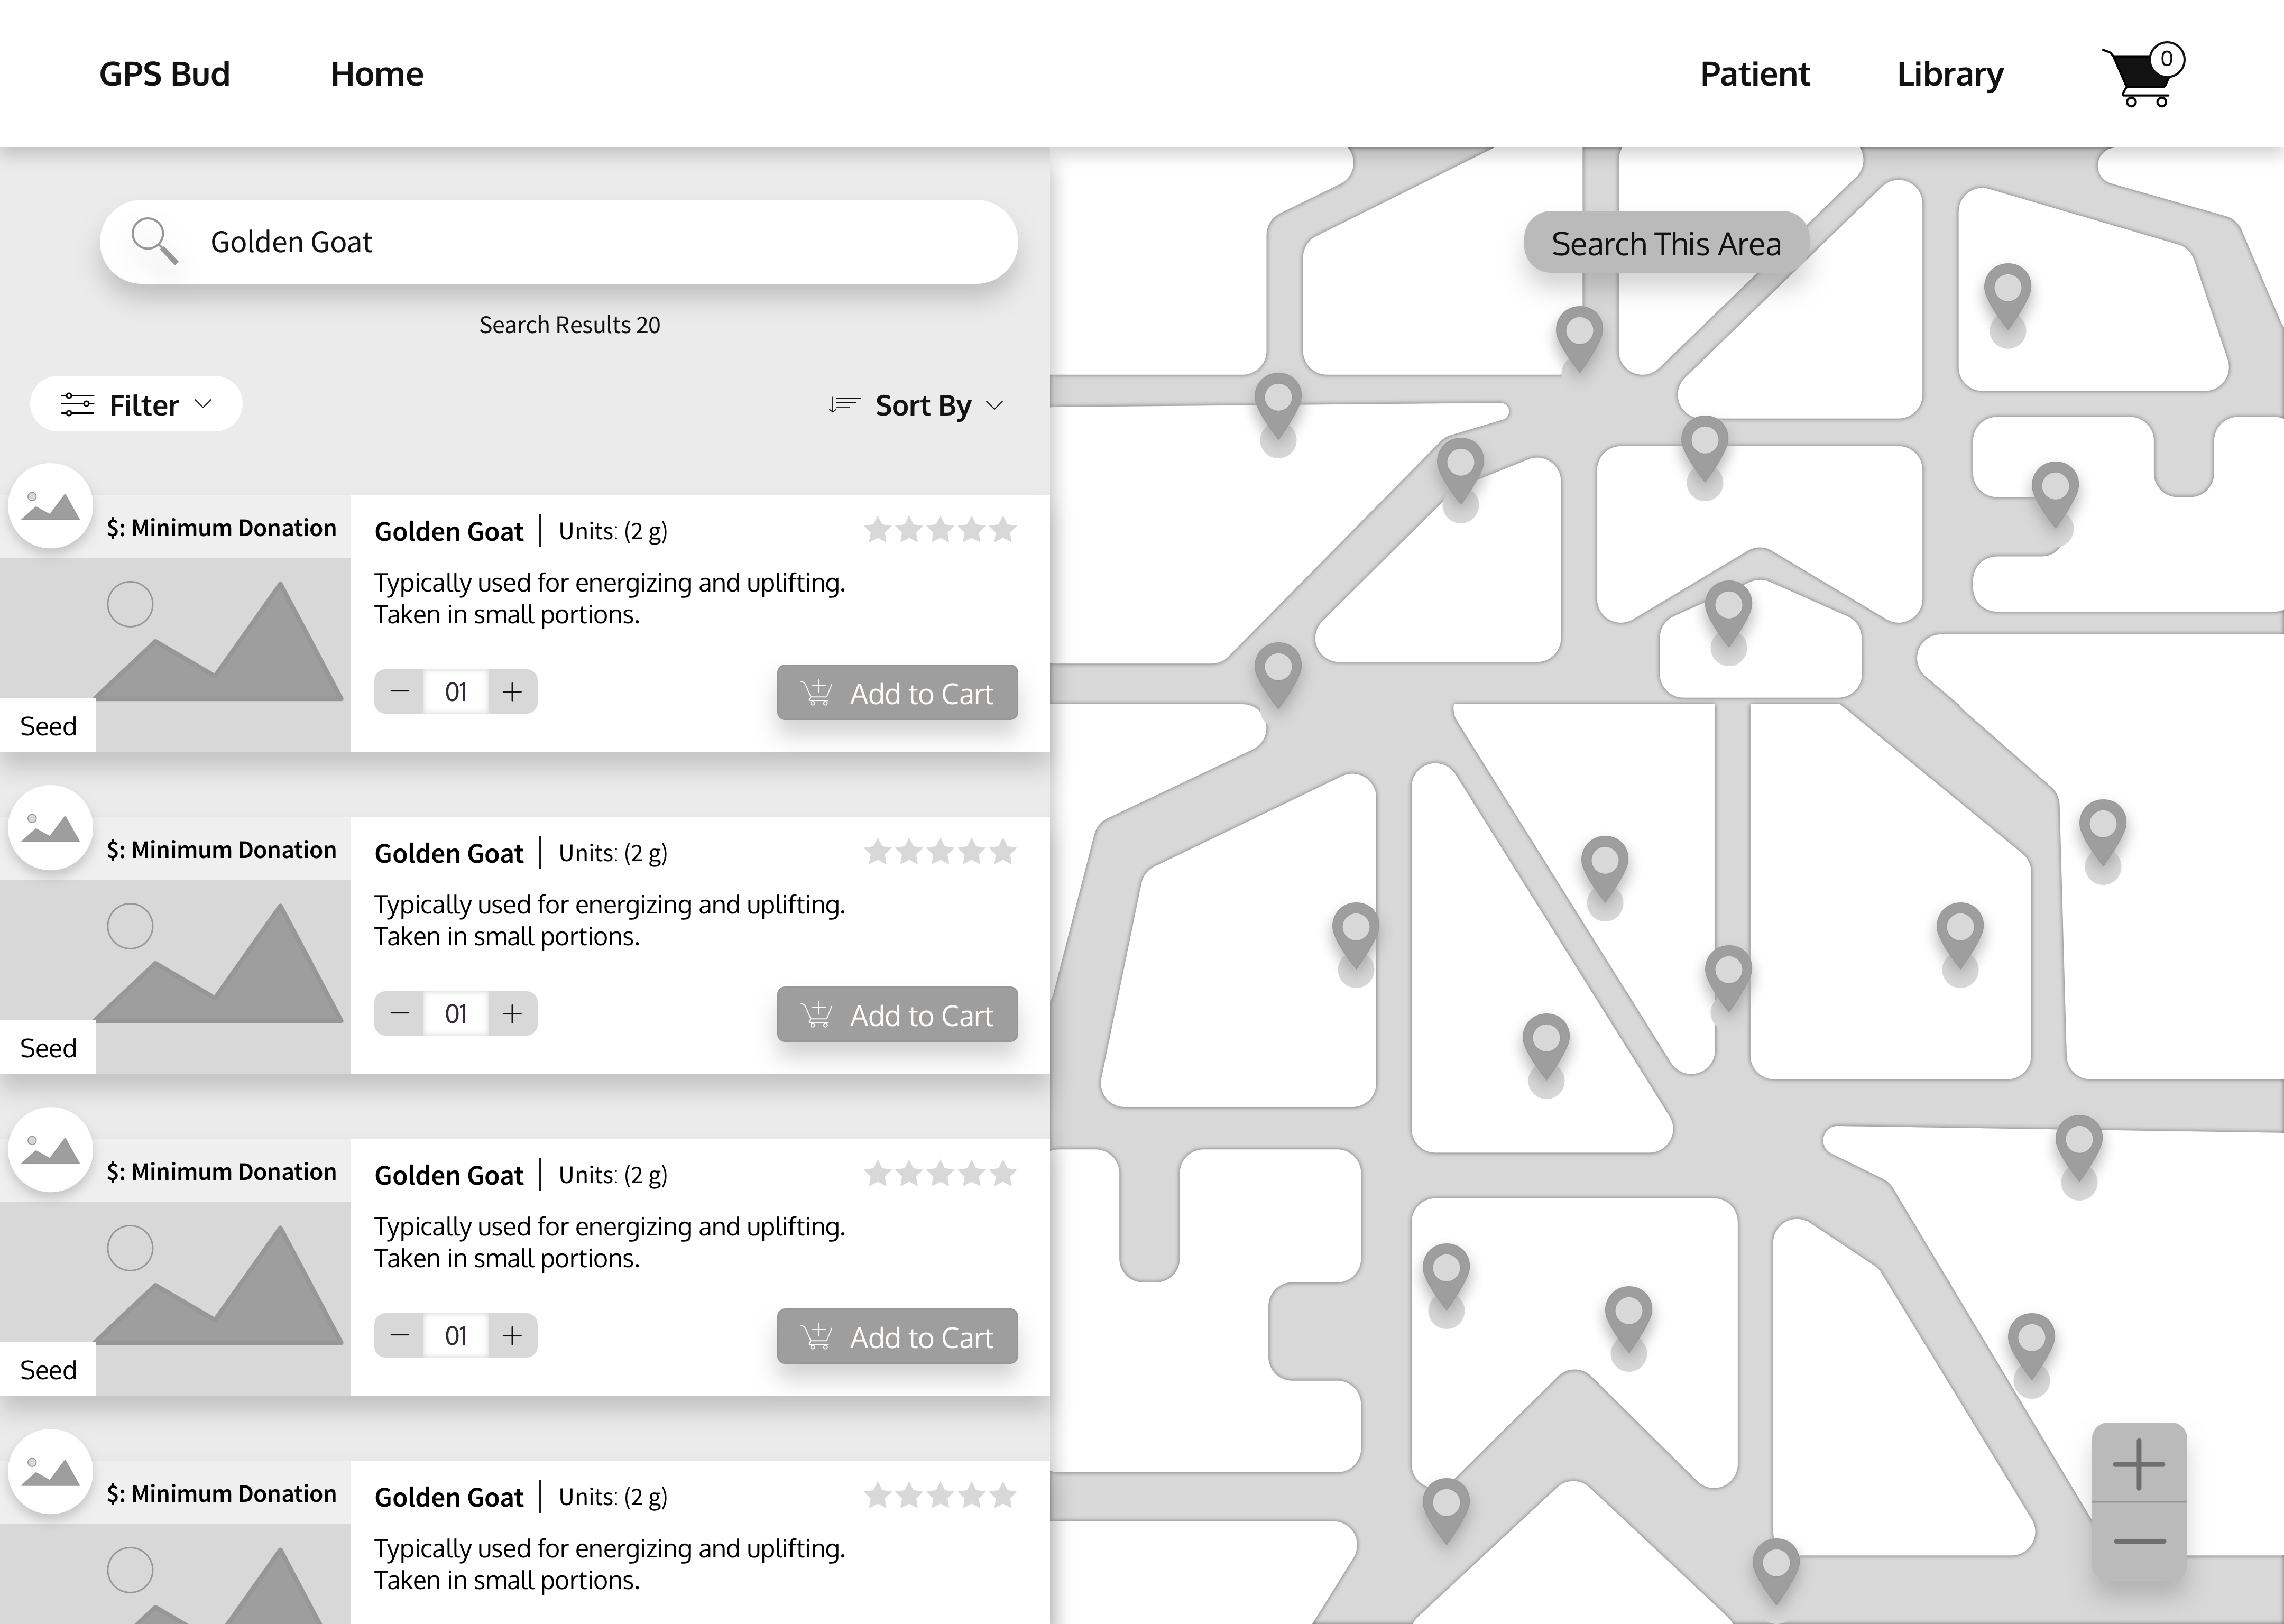 GPS Bud
Home
Patient
Library
0
Golden Goat
Search Results 20
Filter
Sort By
$: Minimum Donation
Golden Goat
Units: (2 g)
Typically used for energizing and uplifting.
Taken in small portions.
01
Add to Cart
Seed
$: Minimum Donation
Golden Goat
Units: (2 g)
Typically used for energizing and uplifting.
Taken in small portions.
01
Add to Cart
Seed
$: Minimum Donation
Golden Goat
Units: (2 g)
Typically used for energizing and uplifting.
Taken in small portions.
01
Add to Cart
Seed
$: Minimum Donation
Golden Goat
Units: (2 g)
Typically used for energizing and uplifting.
Taken in small portions.
Search This Area